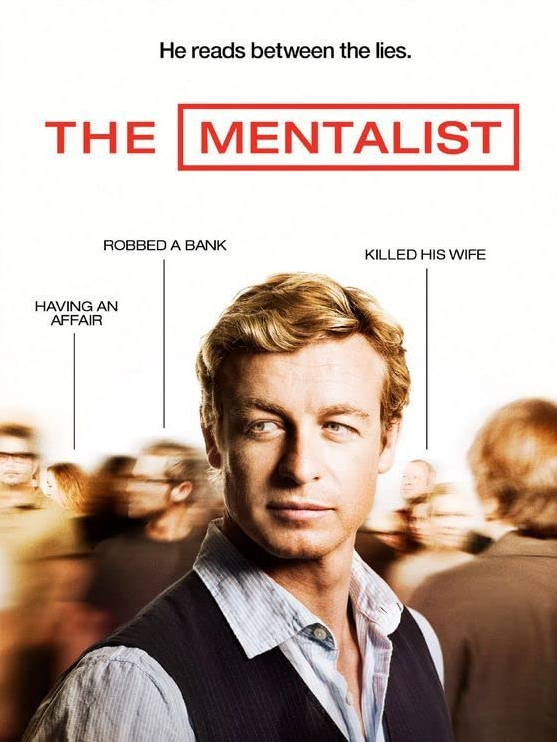 He reads between the lies.
THE MENTALIST
ROBBED A BANK
KILLED HIS WIFE
HAVING AN
AFFAIR